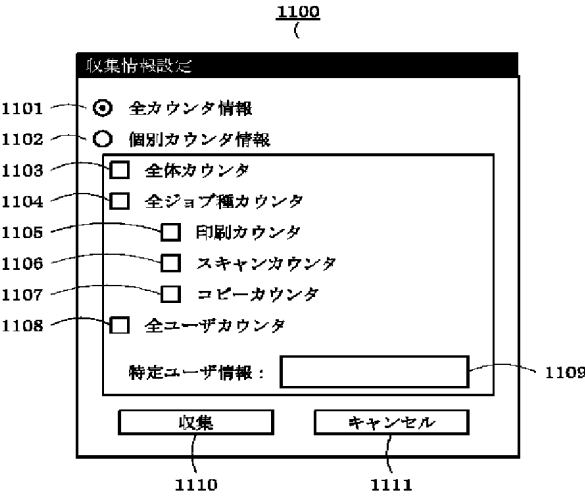 1100
収集情報設定
1101 全カウンタ情報
1102 個別カウンタ情報
1103 全体カウンタ
1104 全ジョブ種カウンタ
1105 印刷カウンタ
1106 スキャンカウンタ
1107 コピーカウンタ
1108 全ユーザカウンタ
特定ユーザ情報： 1109
収集 キャンセル
1110 1111